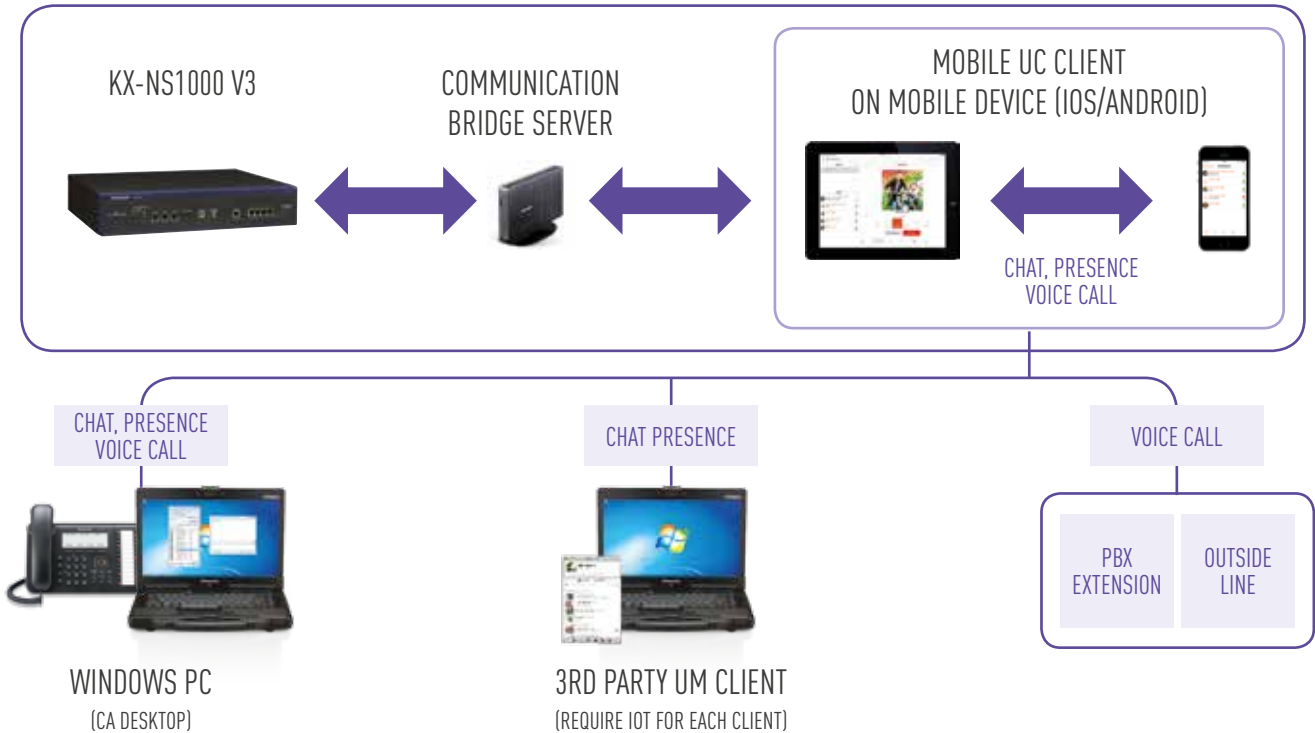 KX-NS1000 V3
COMMUNICATION
BRIDGE SERVER
MOBILE UC CLIENT
ON MOBILE DEVICE (IOS/ANDROID)
CHAT, PRESENCE
VOICE CALL
CHAT, PRESENCE
VOICE CALL
CHAT PRESENCE
VOICE CALL
PBX
EXTENSION
OUTSIDE
LINE
WINDOWS PC
(CA DESKTOP)
3RD PARTY UM CLIENT
(REQUIRE IOT FOR EACH CLIENT)